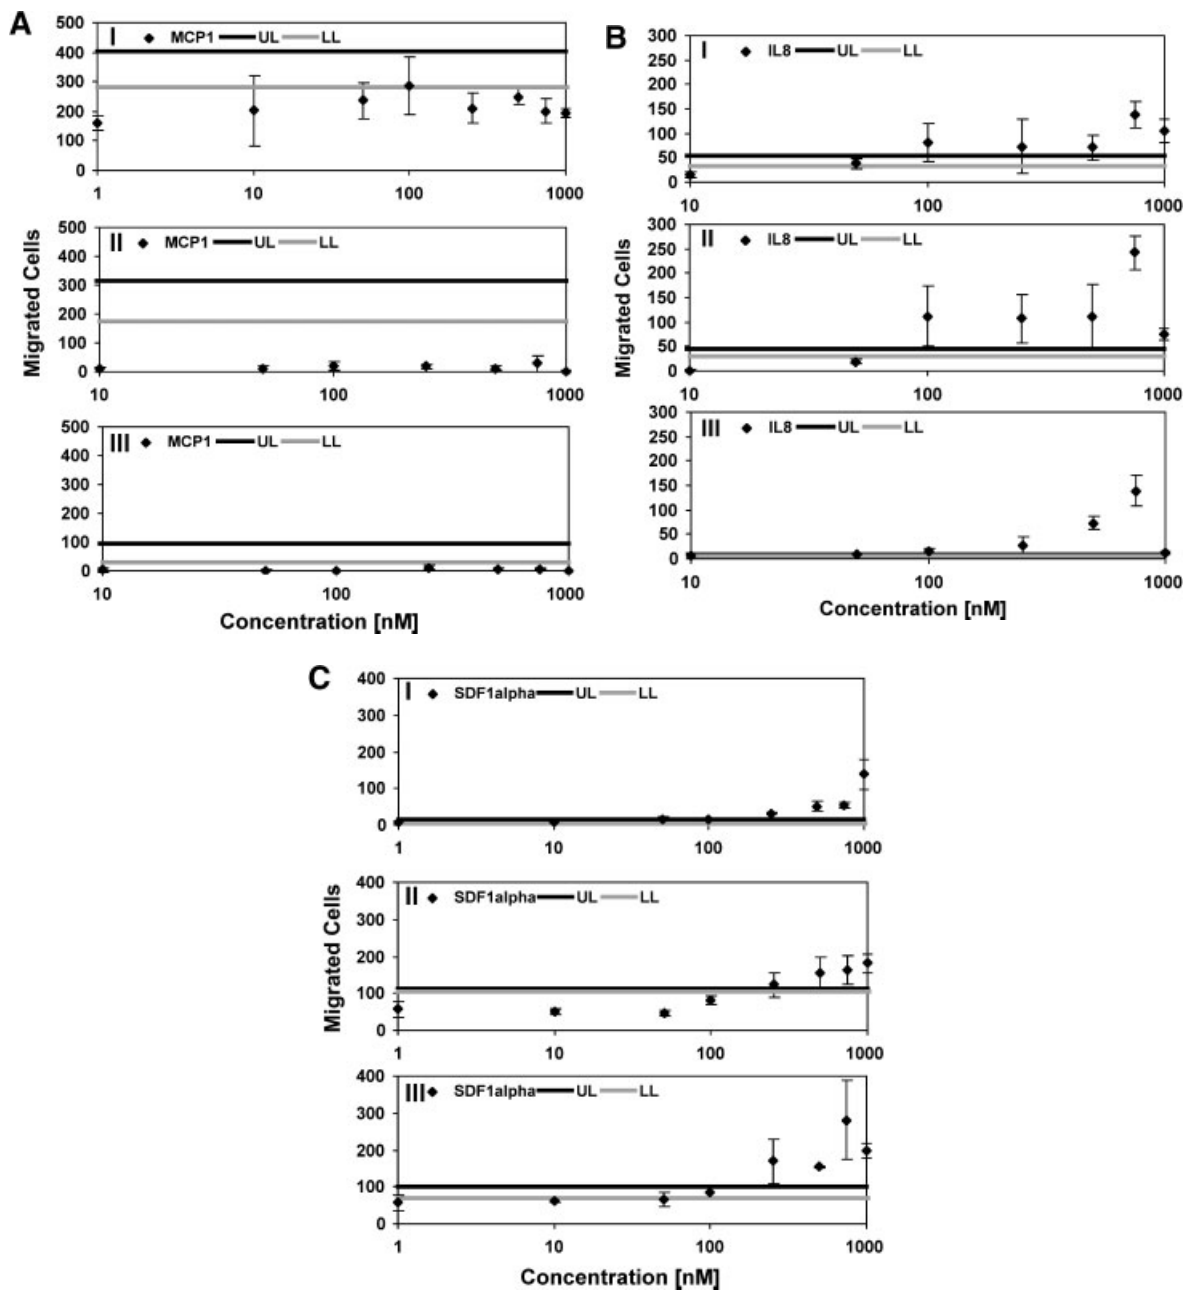 A
I MCP1 UL LL
500
400
300
200
100
0
1 10 100 1000
II MCP1 UL LL
500
400
300
200
100
0
10 100 1000
III MCP1 UL LL
500
400
300
200
100
0
10 100 1000
Migrated Cells
Concentration [nM]
B
I IL8 UL LL
300
250
200
150
100
50
0
10 100 1000
II IL8 UL LL
300
250
200
150
100
50
0
10 100 1000
III IL8 UL LL
300
250
200
150
100
50
0
10 100 1000
Migrated Cells
Concentration [nM]
C
I SDF1alpha UL LL
400
300
200
100
0
1 10 100 1000
II SDF1alpha UL LL
400
300
200
100
0
1 10 100 1000
III SDF1alpha UL LL
400
300
200
100
0
1 10 100 1000
Migrated Cells
Concentration [nM]